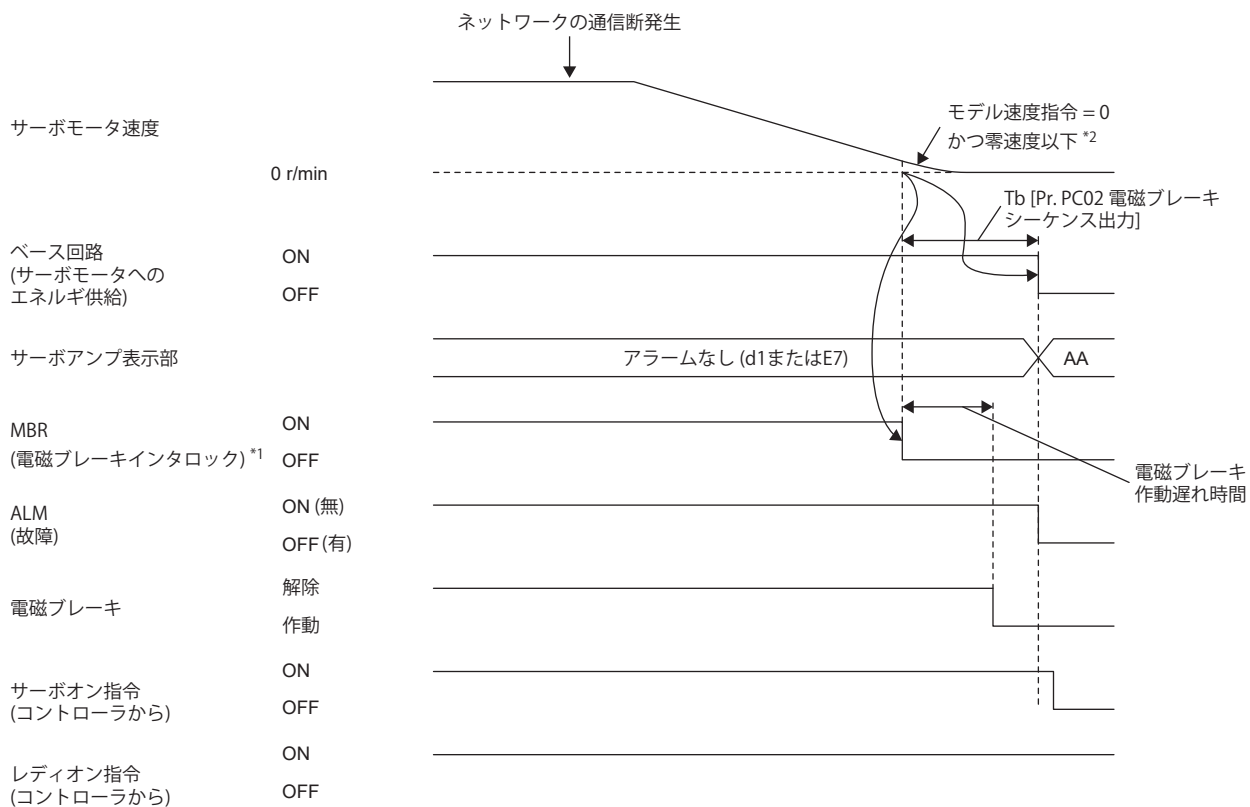 ネットワークの通信断発生
サーボモータ速度
モデル速度指令 = 0
かつ零速度以下 *2
0 r/min
Tb [Pr. PC02 電磁ブレーキ
シーケンス出力]
ベース回路
(サーボモータへの
エネルギ供給)
ON
OFF
サーボアンプ表示部
アラームなし (d1またはE7)
AA
MBR
(電磁ブレーキインタロック) *1
ON
OFF
電磁ブレーキ
作動遅れ時間
ALM
(故障)
ON (無)
OFF (有)
電磁ブレーキ
解除
作動
サーボオン指令
(コントローラから)
ON
OFF
レディオン指令
(コントローラから)
ON
OFF